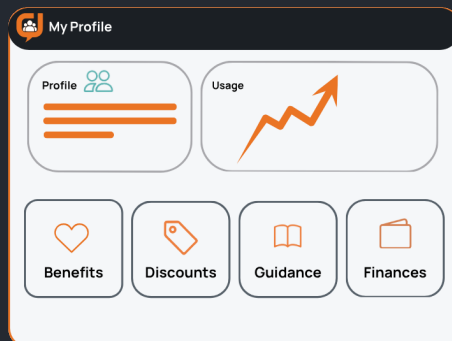 My Profile
Profile
Usage
Benefits
Discounts
Guidance
Finances